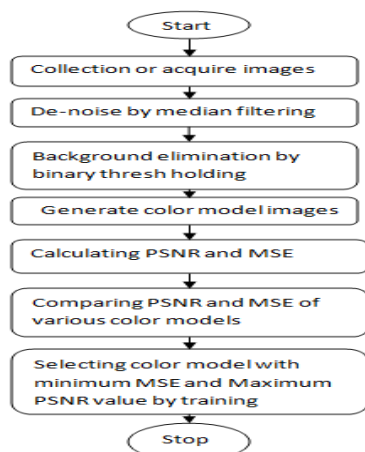 Start
Collection or acquire images
De-noise by median filtering
Background elimination by
binary thresh holding
Generate color model images
Calculating PSNR and MSE
Comparing PSNR and MSE of
various color models
Selecting color model with
minimum MSE and Maximum
PSNR value by training
Stop